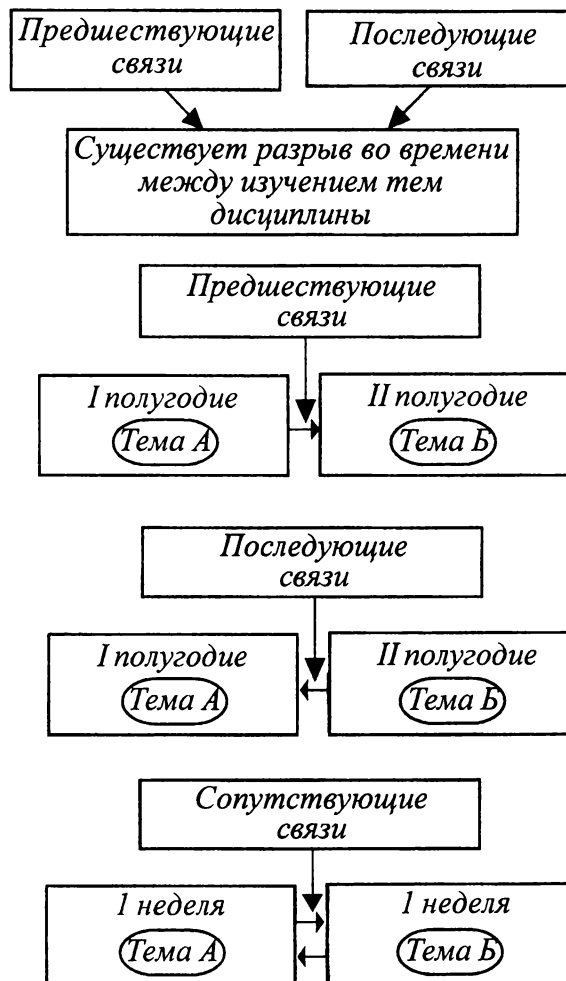 Предшествующие
связи
Последующие
связи
Существует разрыв во времени
между изучением тем
дисциплины
Предшествующие
связи
I полугодие
Тема А
II полугодие
Тема Б
Последующие
связи
I полугодие
Тема А
II полугодие
Тема Б
Сопутствующие
связи
1 неделя
Тема А
1 неделя
Тема Б